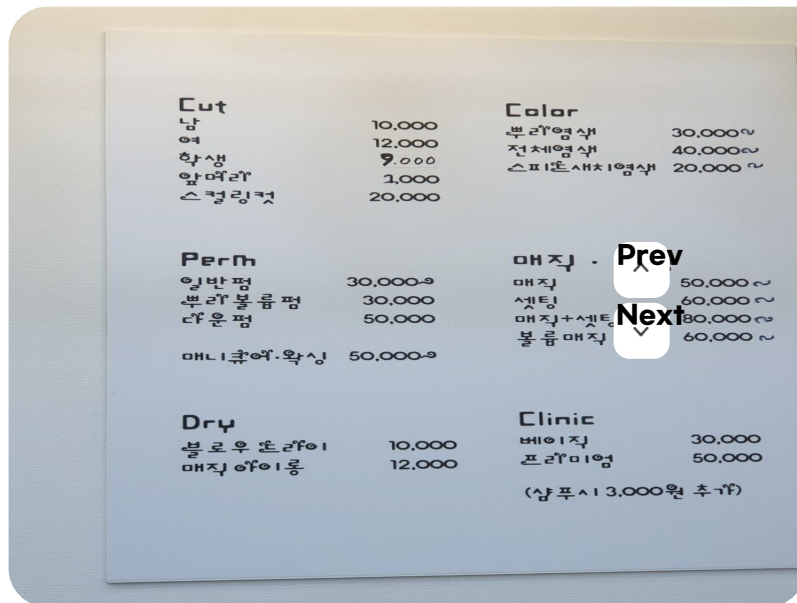 Cut
남 10,000
여 12,000
학생 9.000
앞머리 2,000
스컬링컷 20,000
Color
뿌리염색 30,000~
전체염색 40,000~
스피드새치염색 20,000~
Perm
일반펌 30,000~
뿌리볼륨펌 30,000
다운펌 50,000
매니큐어.왁싱 50,000~
매직 .
매직 50,000~
셋팅 60,000~
매직+셋팅 80,000~
볼륨매직 60,000~
Prev
Next
Dry
블로우드라이 10,000
매직아이롱 12,000
Clinic
베이직 30,000
프리미엄 50,000
(샴푸시 3,000원 추가)